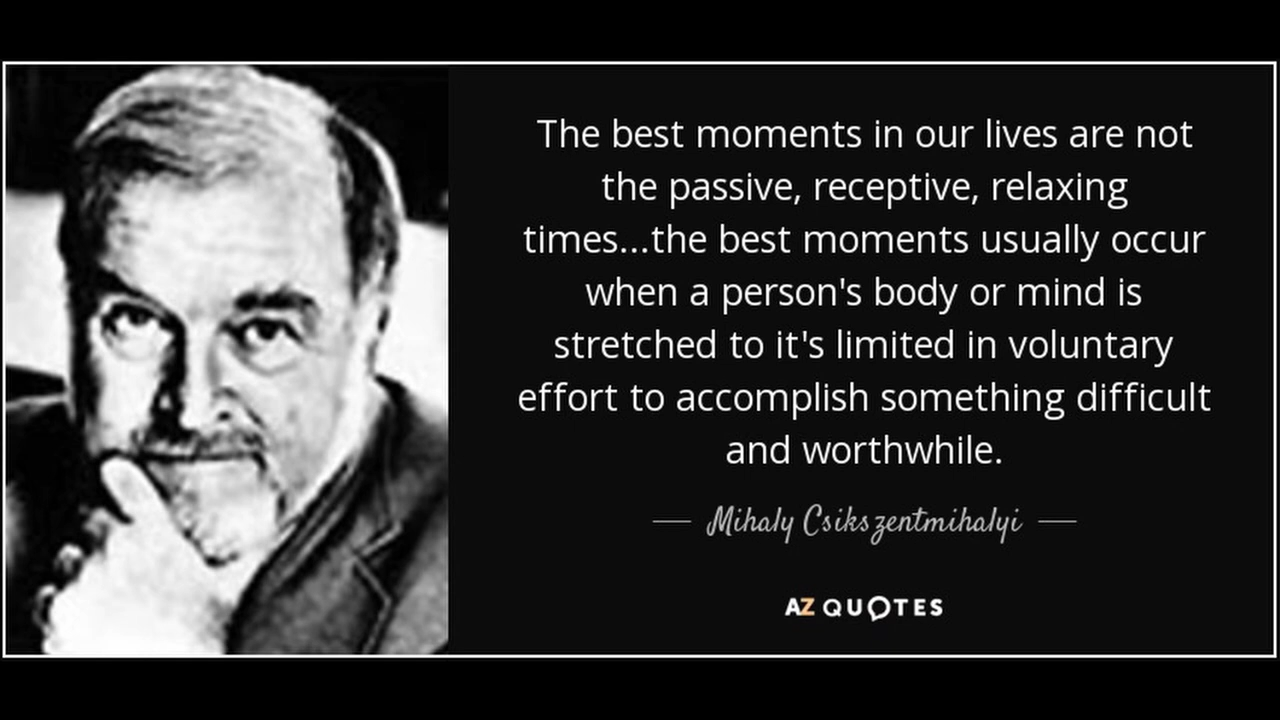 The best moments in our lives are not
the passive, receptive, relaxing
times...the best moments usually occur
when a person's body or mind is
stretched to it's limited in voluntary
effort to accomplish something difficult
and worthwhile.
Mihaly Csikszentmihalyi
AZ QUOTES